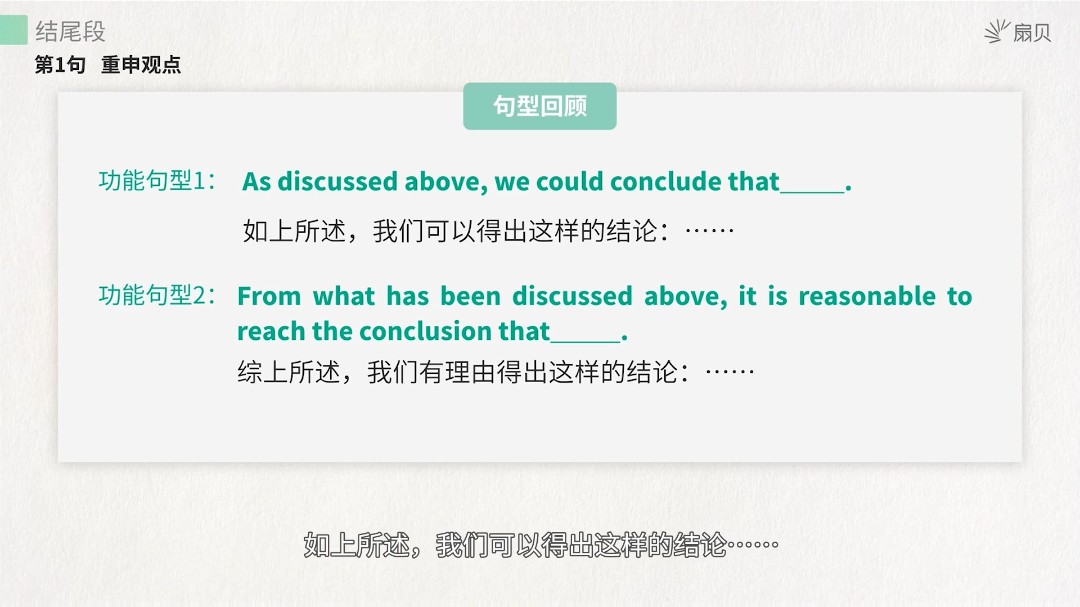 结尾段
扇贝
第1句 重申观点
句型回顾
功能句型1： As discussed above, we could conclude that_____.
如上所述，我们可以得出这样的结论：……
功能句型2： From what has been discussed above, it is reasonable to
reach the conclusion that_____.
综上所述，我们有理由得出这样的结论：……
如上所述，我们可以得出这样的结论……